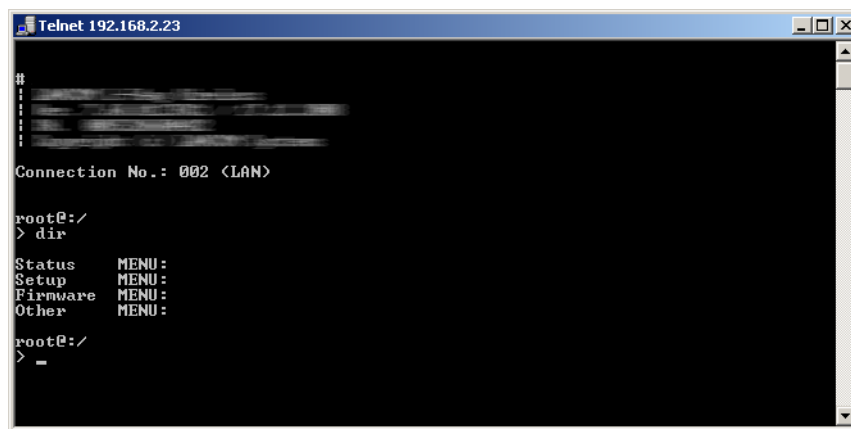 Telnet 192.168.2.23
#
|
|
|
|
Connection No.: 002 (LAN)
root@:/
> dir
Status MENU:
Setup MENU:
Firmware MENU:
Other MENU:
root@:/
> _